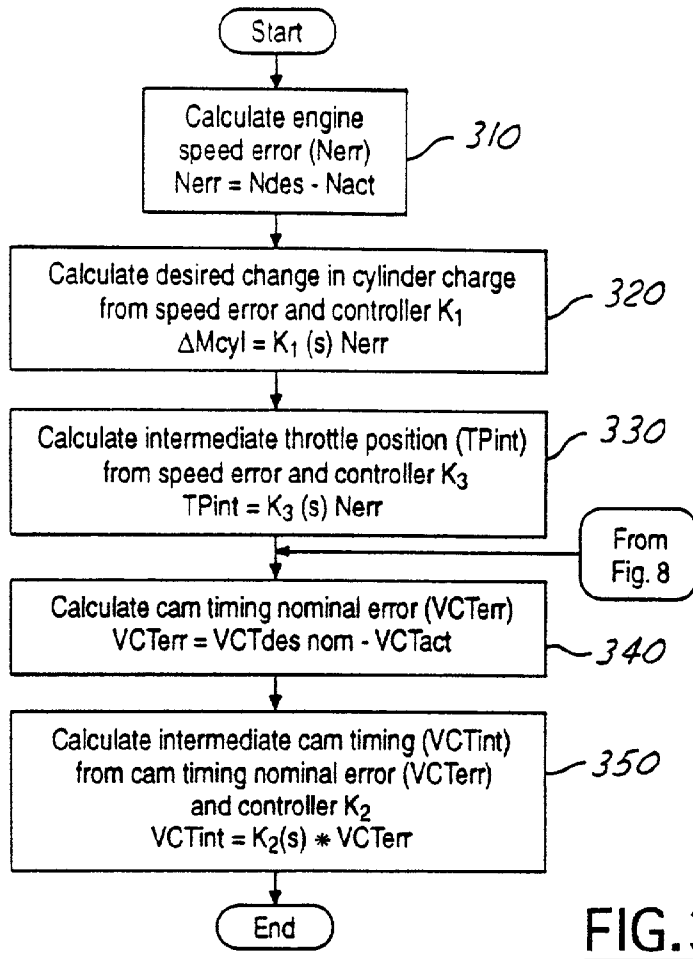 Start
Calculate engine
speed error (Nerr)
Nerr = Ndes - Nact
310
Calculate desired change in cylinder charge
from speed error and controller K₁
ΔMcyl = K₁ (s) Nerr
320
Calculate intermediate throttle position (TPint)
from speed error and controller K₃
TPint = K₃ (s) Nerr
330
From
Fig. 8
Calculate cam timing nominal error (VCTerr)
VCTerr = VCTdes nom - VCTact
340
Calculate intermediate cam timing (VCTint)
from cam timing nominal error (VCTerr)
and controller K₂
VCTint = K₂(s) * VCTerr
350
End
FIG.